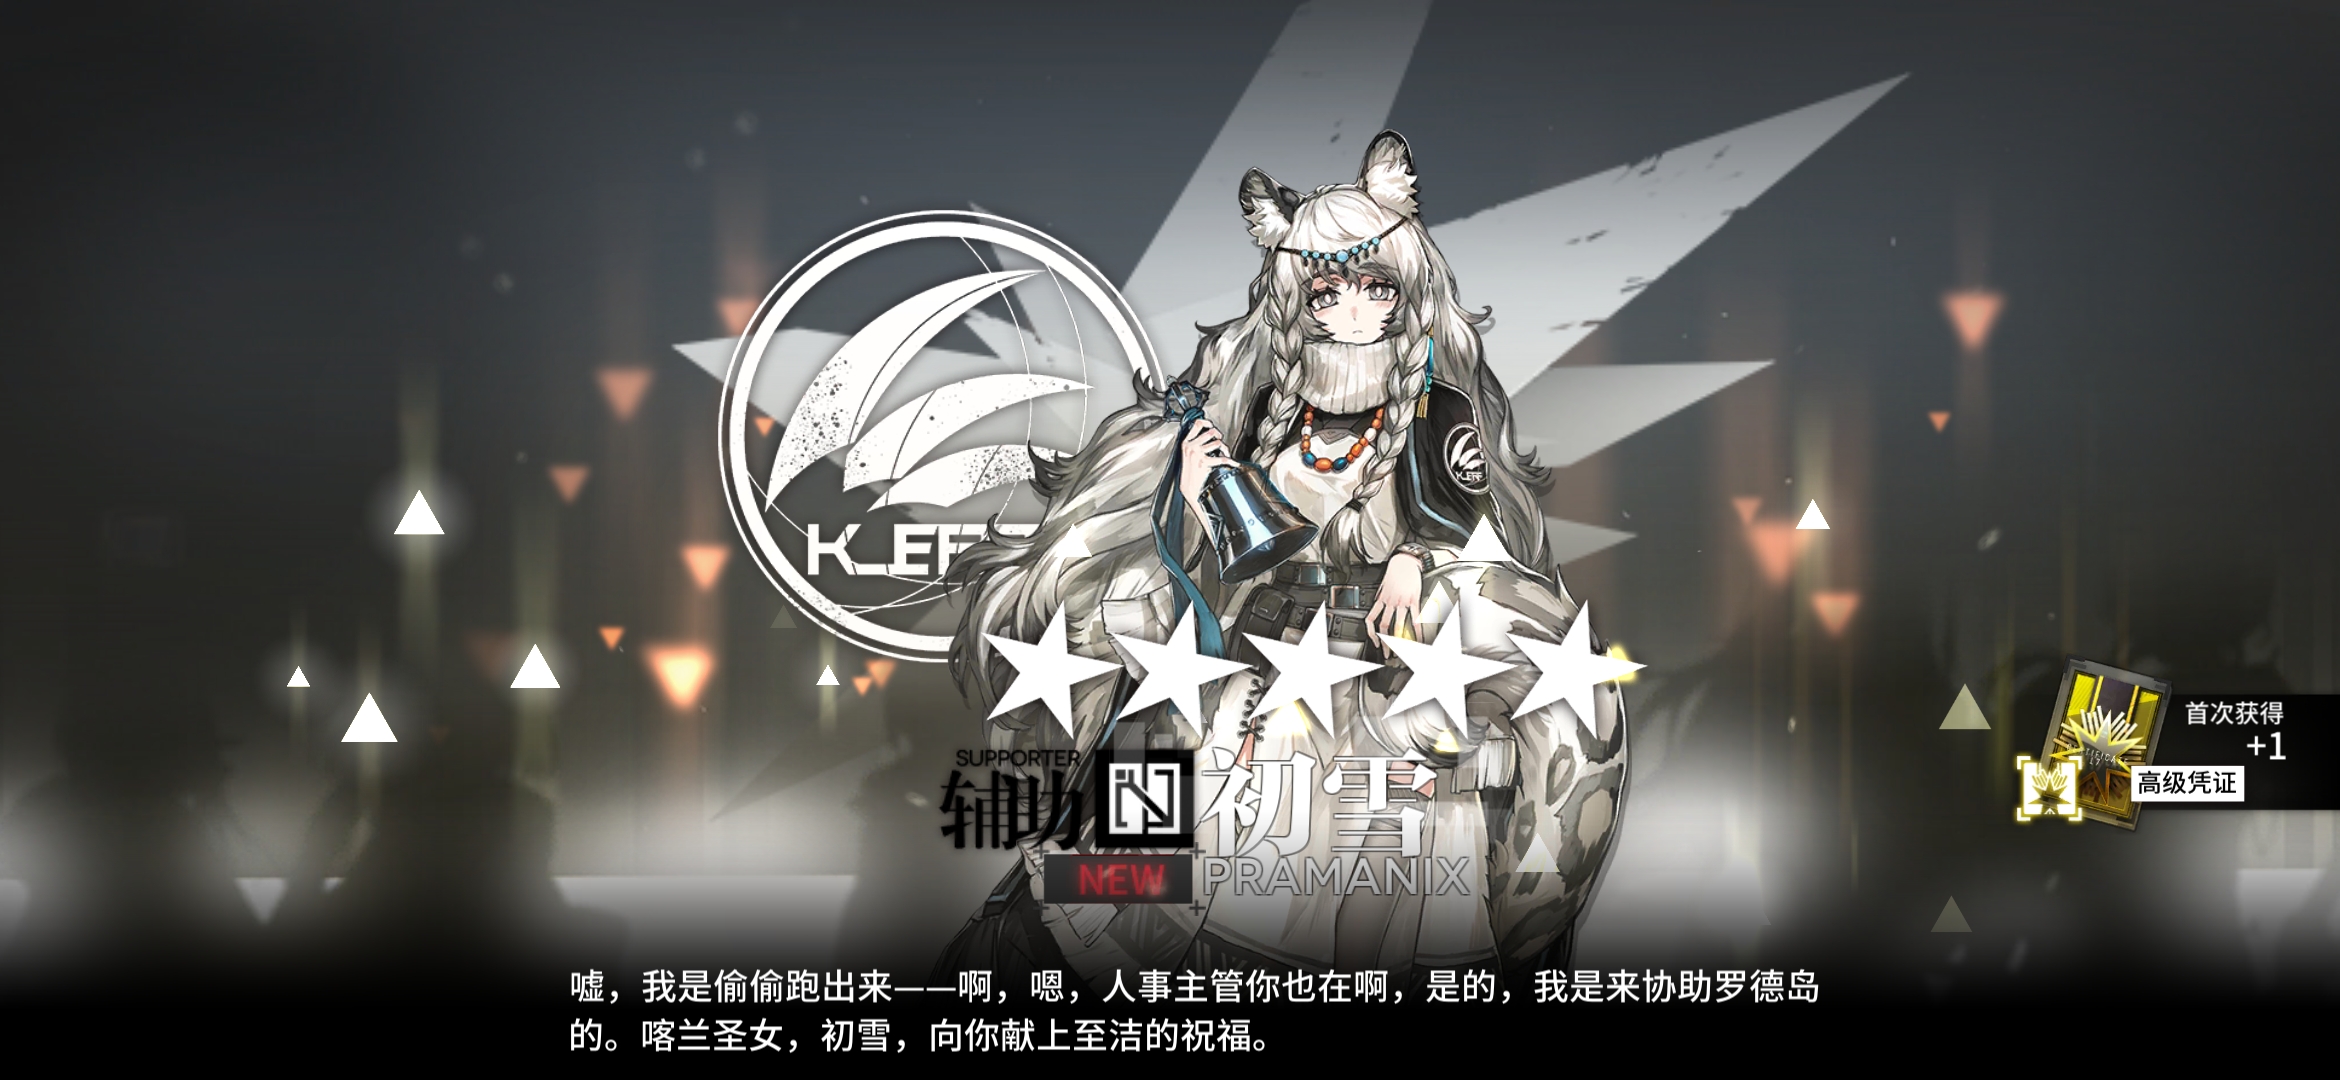 K_EFF
K_EFF
SUPPORTER
辅助
初雪
NEW
PRAMANIX
首次获得
+1
高级凭证
嘘，我是偷偷跑出来——啊，嗯，人事主管你也在啊，是的，我是来协助罗德岛
的。喀兰圣女，初雪，向你献上至洁的祝福。